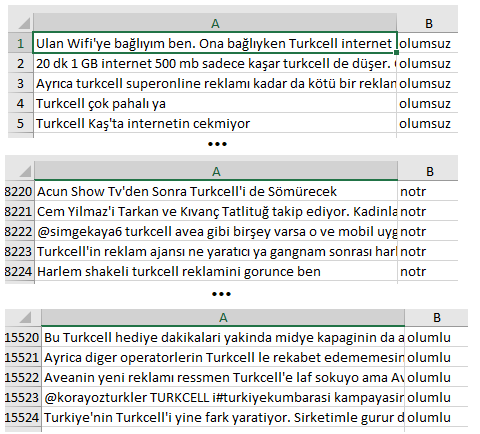 A B
1 Ulan Wifi'ye bağlıyım ben. Ona bağlıyken Turkcell internet olumsuz
2 20 dk 1 GB internet 500 mb sadece kaşar turkcell de düşer. olumsuz
3 Ayrıca turkcell superonline reklamı kadar da kötü bir reklan olumsuz
4 Turkcell çok pahalı ya olumsuz
5 Turkcell Kaş'ta internetin cekmiyor olumsuz
•••
A B
8220 Acun Show Tv'den Sonra Turkcell'i de Sömürecek notr
8221 Cem Yilmaz'i Tarkan ve Kıvanç Tatlituğ takip ediyor. Kadınla notr
8222 @simgekaya6 turkcell avea gibi birşey varsa o ve mobil uyg notr
8223 Turkcell'in reklam ajansı ne yaratıcı ya gangnam sonrası harl notr
8224 Harlem shakeli turkcell reklamini gorunce ben notr
•••
A B
15520 Bu Turkcell hediye dakikalari yakinda midye kapaginin da a olumlu
15521 Ayrica diger operatorlerin Turkcell le rekabet edememesin olumlu
15522 Aveanin yeni reklamı ressmen Turkcell'e laf sokuyo ama Av olumlu
15523 @korayozturkler TURKCELL i#turkiyekumbarasi kampayasin olumlu
15524 Turkiye'nin Turkcell'i yine fark yaratiyor. Sirketimle gurur d olumlu